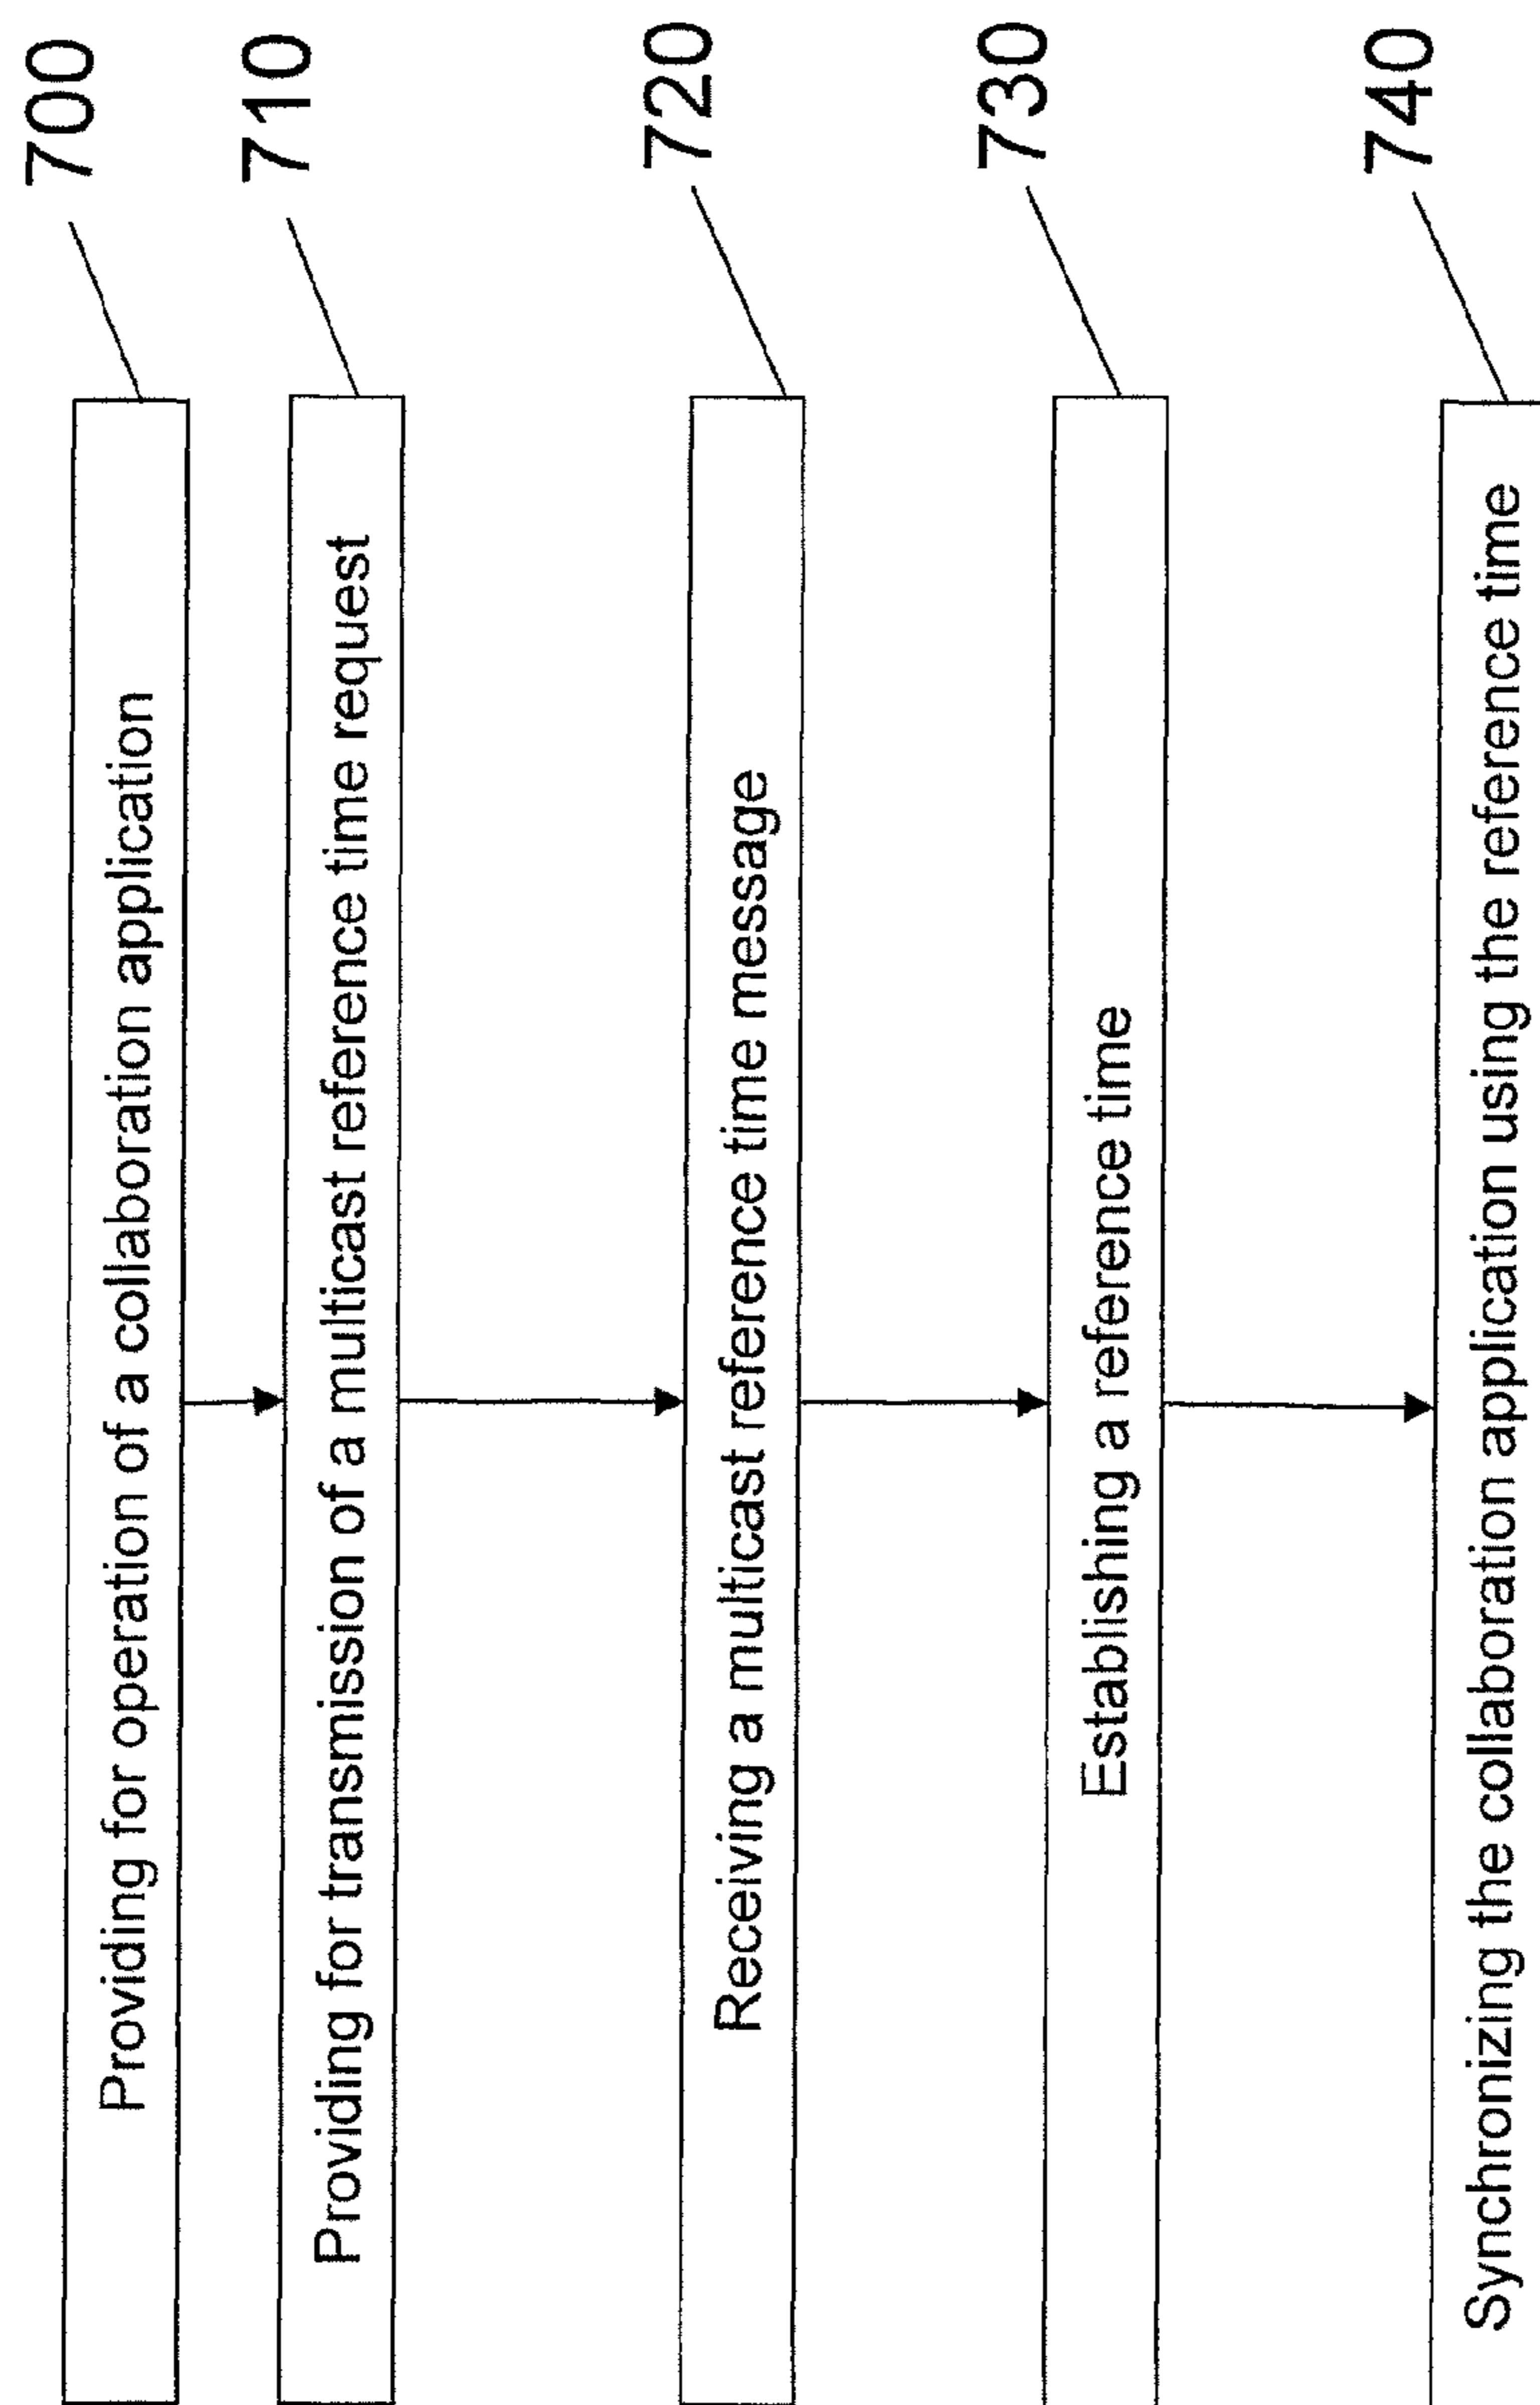 700
Providing for operation of a collaboration application
710
Providing for transmission of a multicast reference time request
720
Receiving a multicast reference time message
730
Establishing a reference time
740
Synchronizing the collaboration application using the reference time